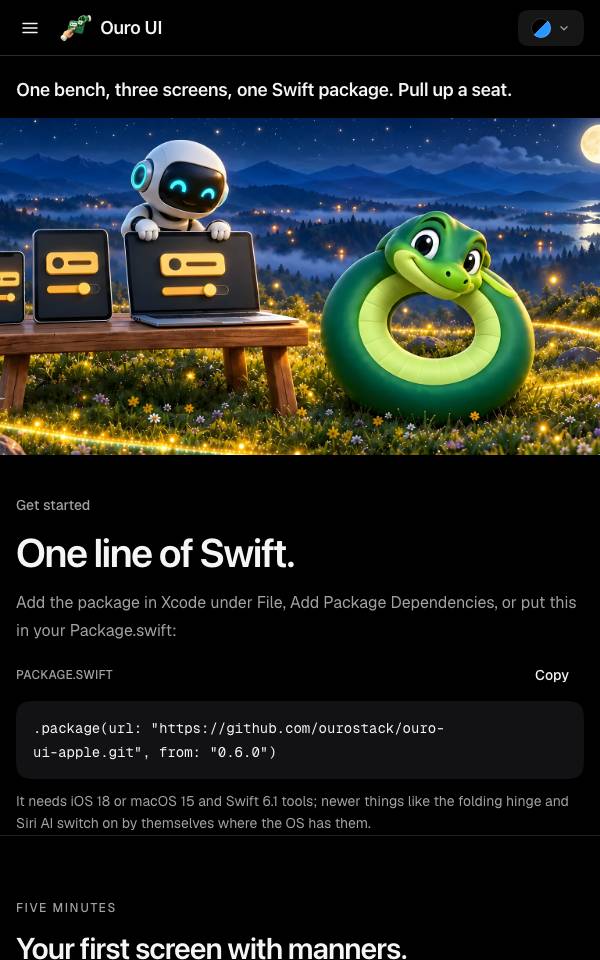 Ouro UI
One bench, three screens, one Swift package. Pull up a seat.
Get started
One line of Swift.
Add the package in Xcode under File, Add Package Dependencies, or put this
in your Package.swift:
PACKAGE.SWIFT
Copy
.package(url: "https://github.com/ourostack/ouro-
ui-apple.git", from: "0.6.0")
It needs iOS 18 or macOS 15 and Swift 6.1 tools; newer things like the folding hinge and
Siri AI switch on by themselves where the OS has them.
FIVE MINUTES
Your first screen with manners.